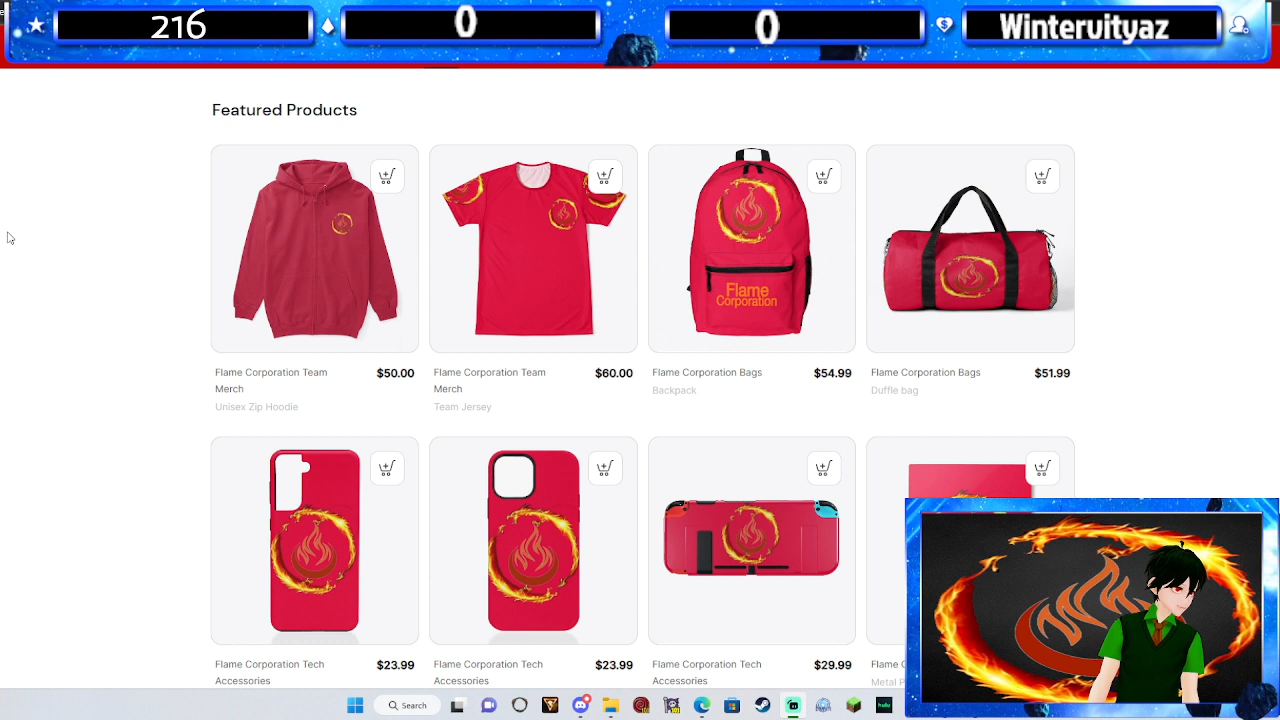 216
0
0
Winteruityaz
Featured Products
Flame
Corporation
Flame Corporation Team
Merch
$50.00
Unisex Zip Hoodie
Flame Corporation Team
Merch
$60.00
Team Jersey
Flame Corporation Bags
$54.99
Backpack
Flame Corporation Bags
$51.99
Duffle bag
Flame Corporation Tech
Accessories
$23.99
Flame Corporation Tech
Accessories
$23.99
Flame Corporation Tech
Accessories
$29.99
Flame
Metal
Search
hulu